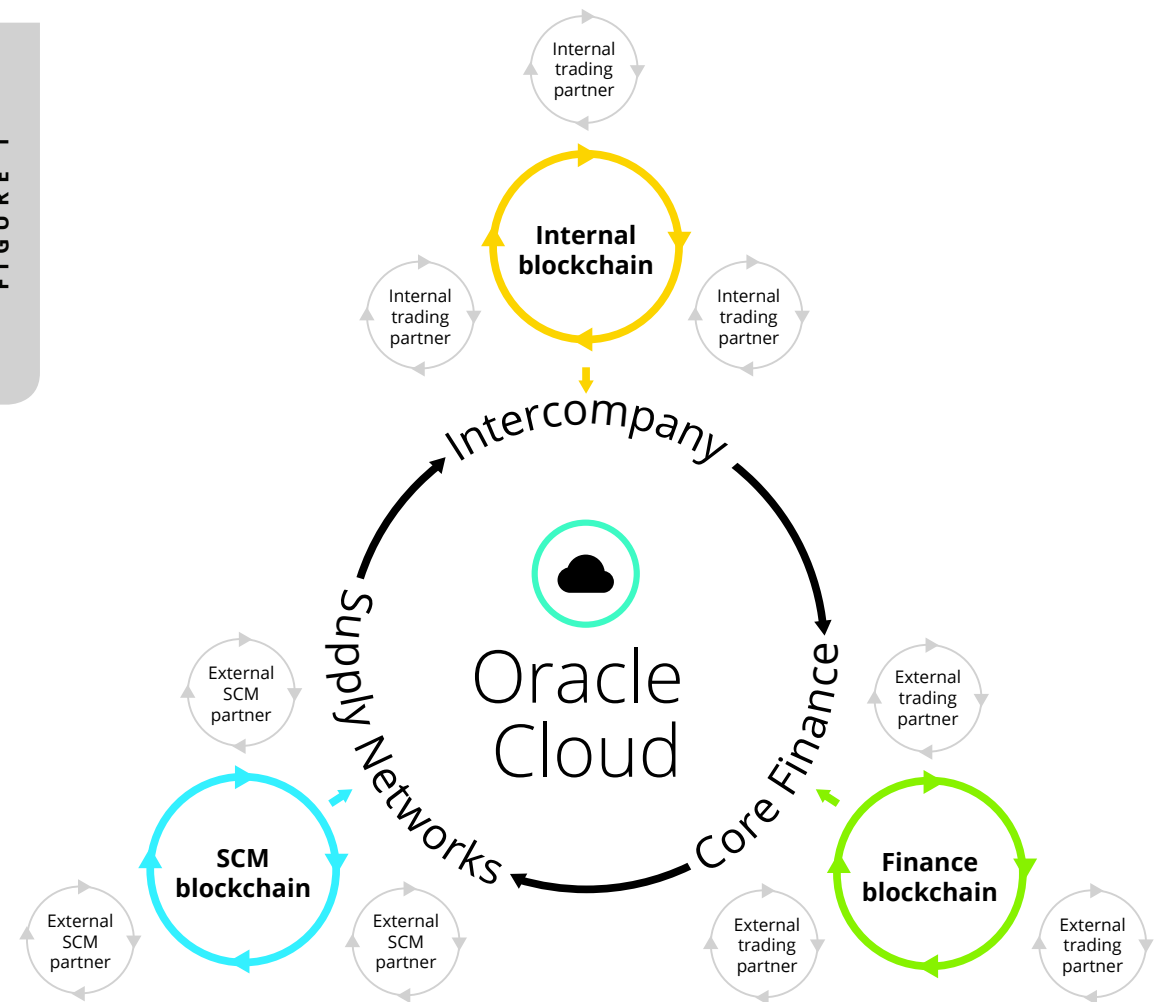 FIGURE 1
Internal
trading
partner
Internal
blockchain
Internal
trading
partner
Internal
trading
partner
Intercompany
Oracle
Cloud
Supply Networks
Core Finance
External
SCM
partner
External
trading
partner
SCM
blockchain
Finance
blockchain
External
SCM
partner
External
SCM
partner
External
trading
partner
External
trading
partner